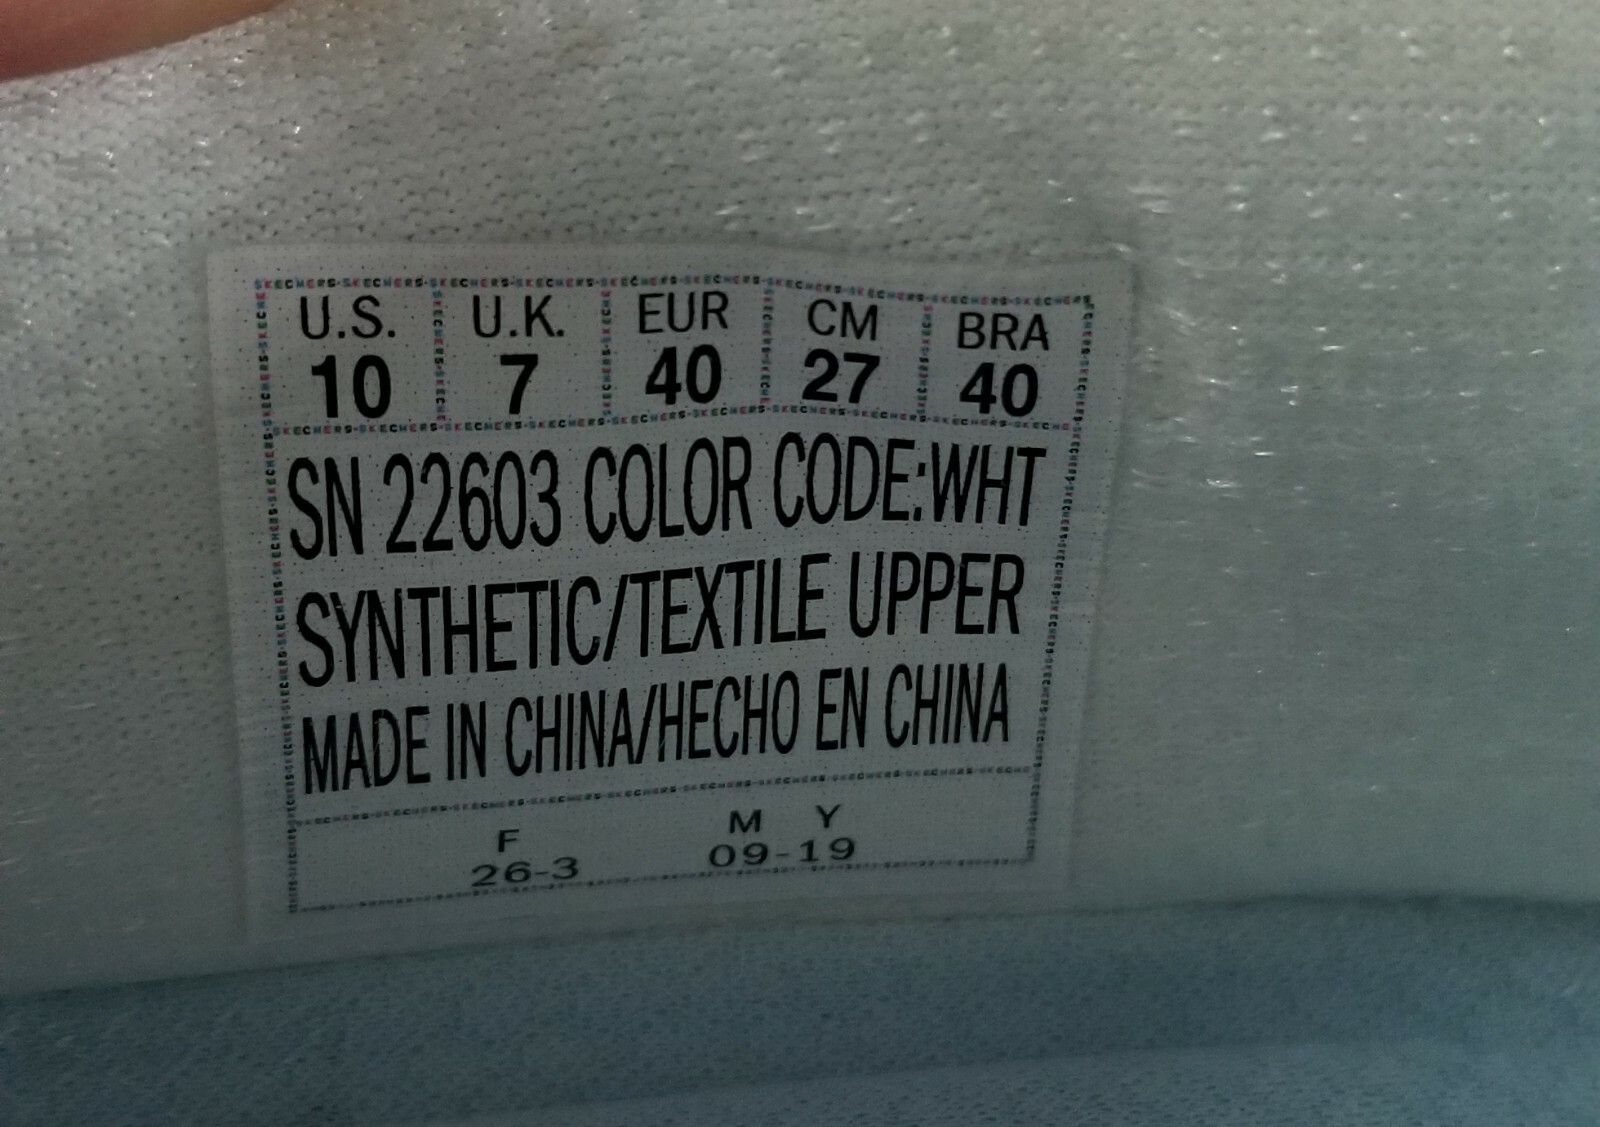 U.S. U.K. EUR CM BRA
10 7 40 27 40
SN 22603 COLOR CODE:WHT
SYNTHETIC/TEXTILE UPPER
MADE IN CHINA/HECHO EN CHINA
F M Y
26-3 09-19